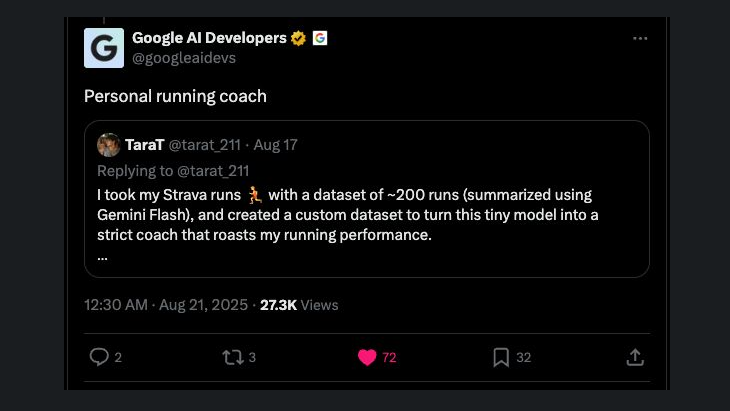 Google AI Developers
@googleaidevs
Personal running coach
TaraT @tarat_211 · Aug 17
Replying to @tarat_211
I took my Strava runs 🏃 with a dataset of ~200 runs (summarized using
Gemini Flash), and created a custom dataset to turn this tiny model into a
strict coach that roasts my running performance.
...
12:30 AM · Aug 21, 2025 · 27.3K Views
2 3 72 32